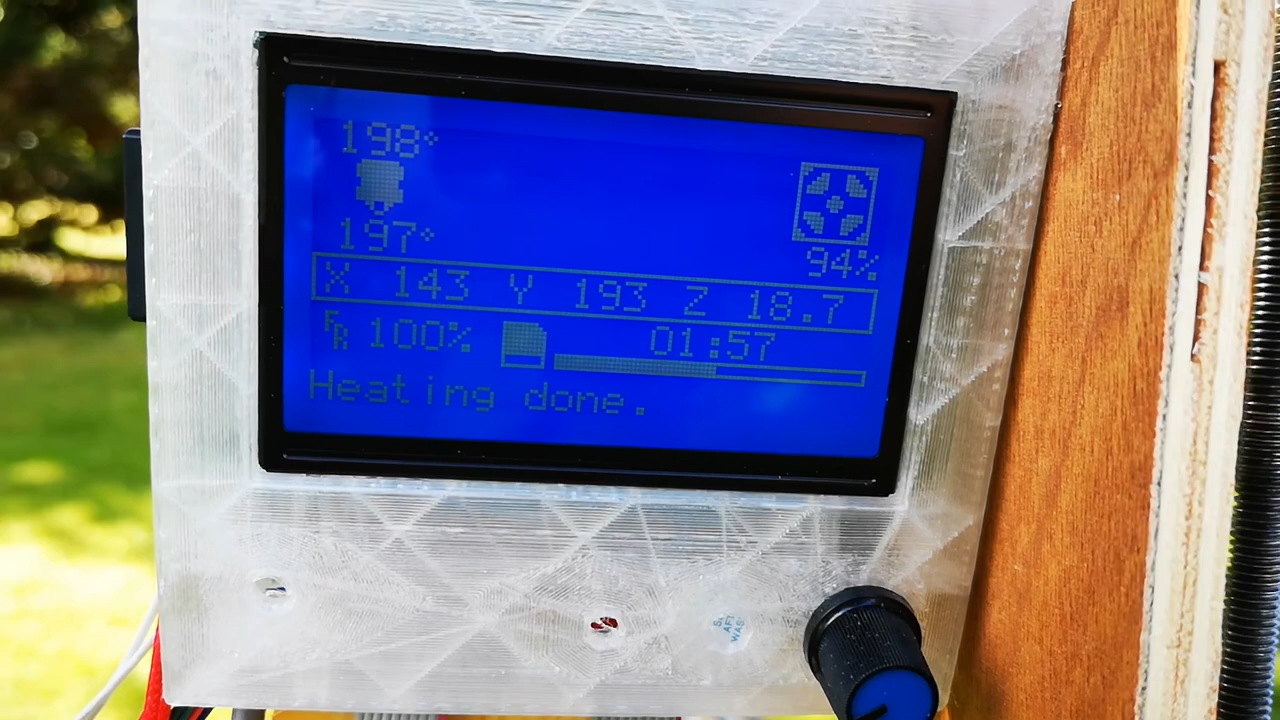 198°
197°
94%
X 143 Y 193 Z 18.7
FR 100% 01:57
Heating done.